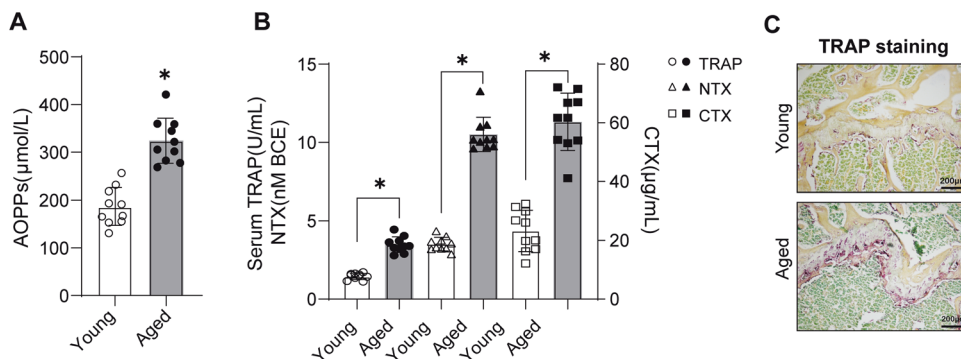 A
AOPPs(μmol/L)
500
400
300
200
100
0
*
Young
Aged
B
Serum TRAP(U/mL)
NTX(nM BCE)
15
10
5
0
*
*
*
80
60
40
20
0
CTX(μg/mL)
TRAP
NTX
CTX
Young
Aged
Young
Aged
Young
Aged
C
TRAP staining
Young
200μm
Aged
200μm